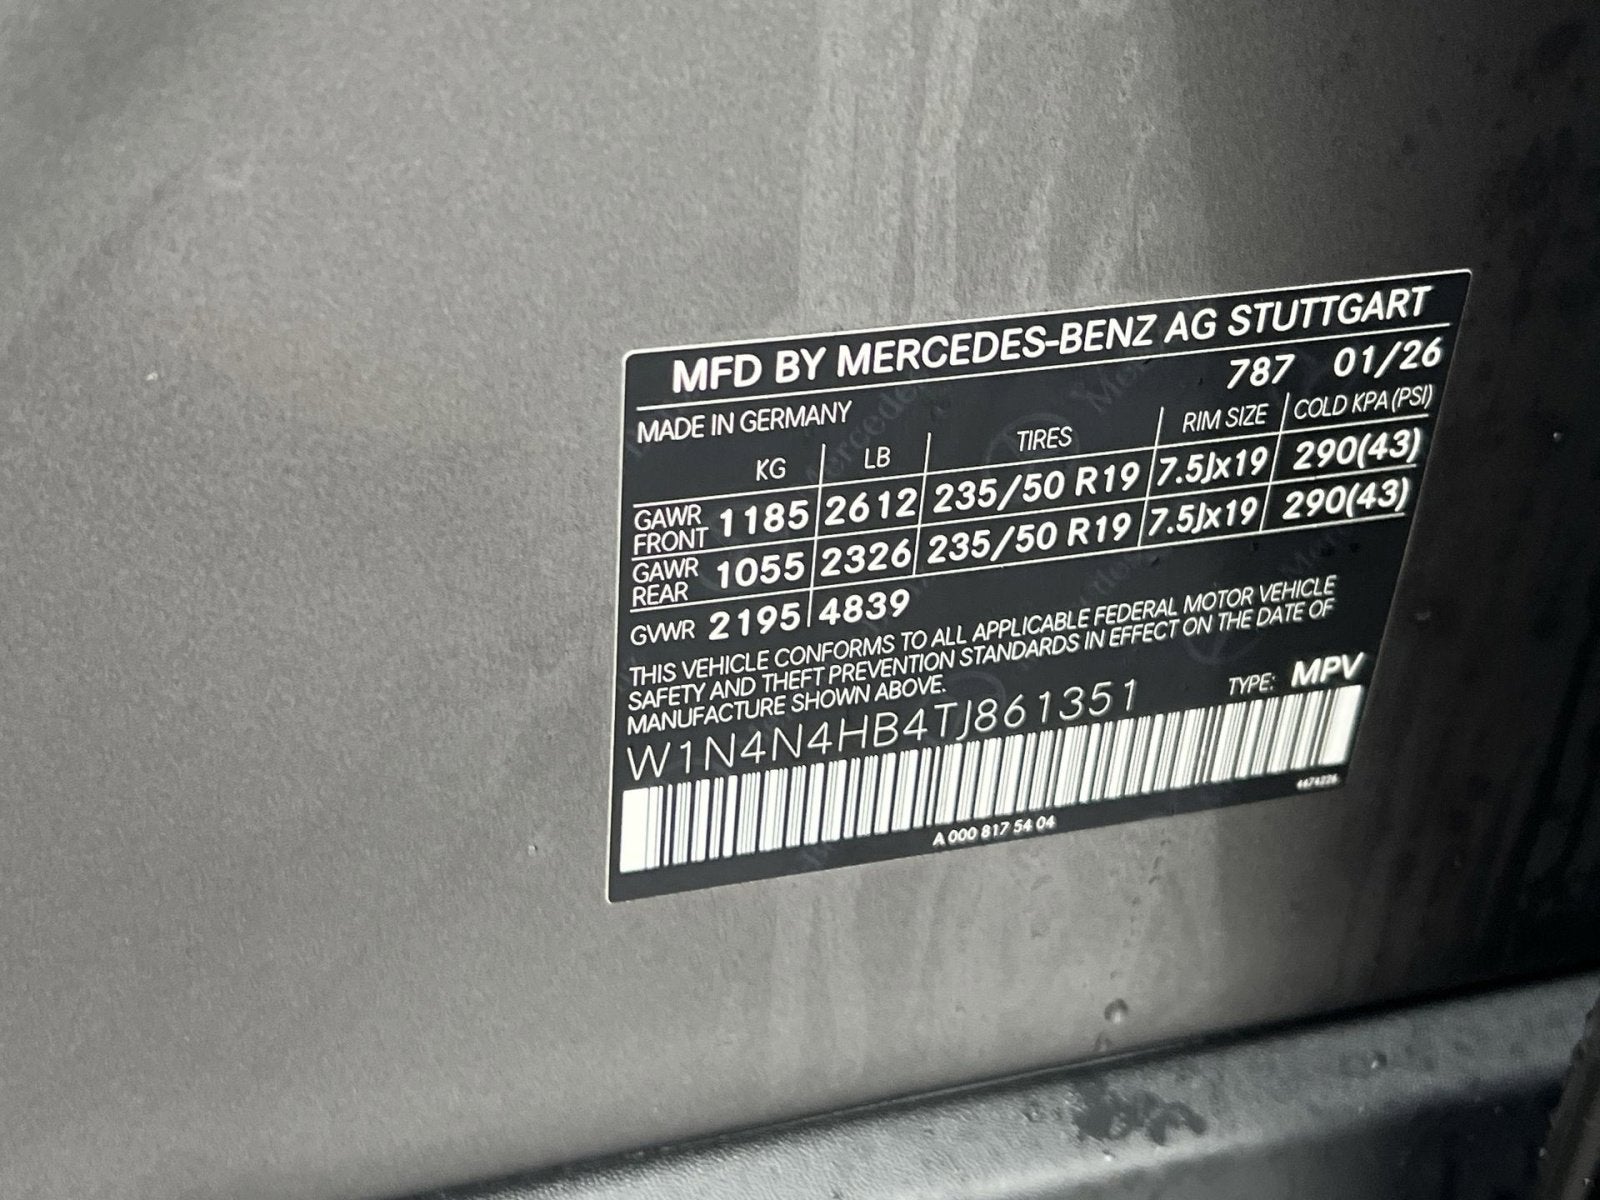 MFD BY MERCEDES-BENZ AG STUTTGART
MADE IN GERMANY 787 01/26
KG LB TIRES RIM SIZE COLD KPA (PSI)
GAWR FRONT 1185 2612 235/50 R19 7.5Jx19 290(43)
GAWR REAR 1055 2326 235/50 R19 7.5Jx19 290(43)
GVWR 2195 4839
THIS VEHICLE CONFORMS TO ALL APPLICABLE FEDERAL MOTOR VEHICLE
SAFETY AND THEFT PREVENTION STANDARDS IN EFFECT ON THE DATE OF
MANUFACTURE SHOWN ABOVE.
W1N4N4HB4TJ861351 TYPE: MPV
A 000 817 54 04